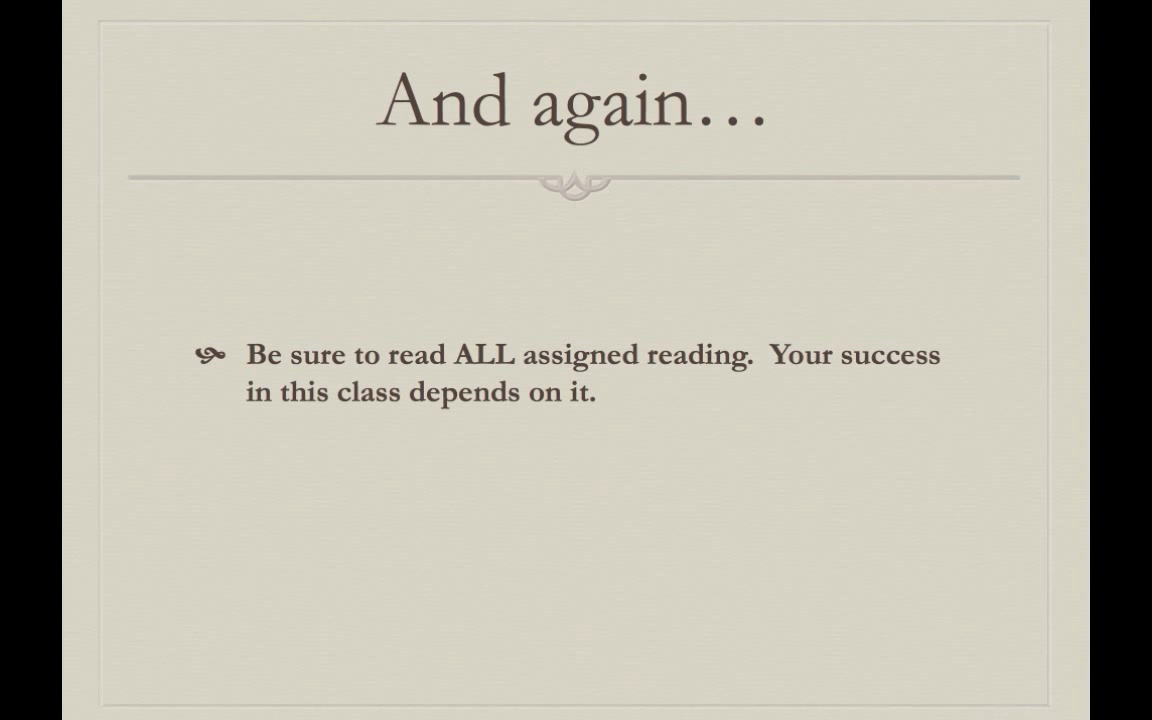 And again…
Be sure to read ALL assigned reading.  Your success
in this class depends on it.